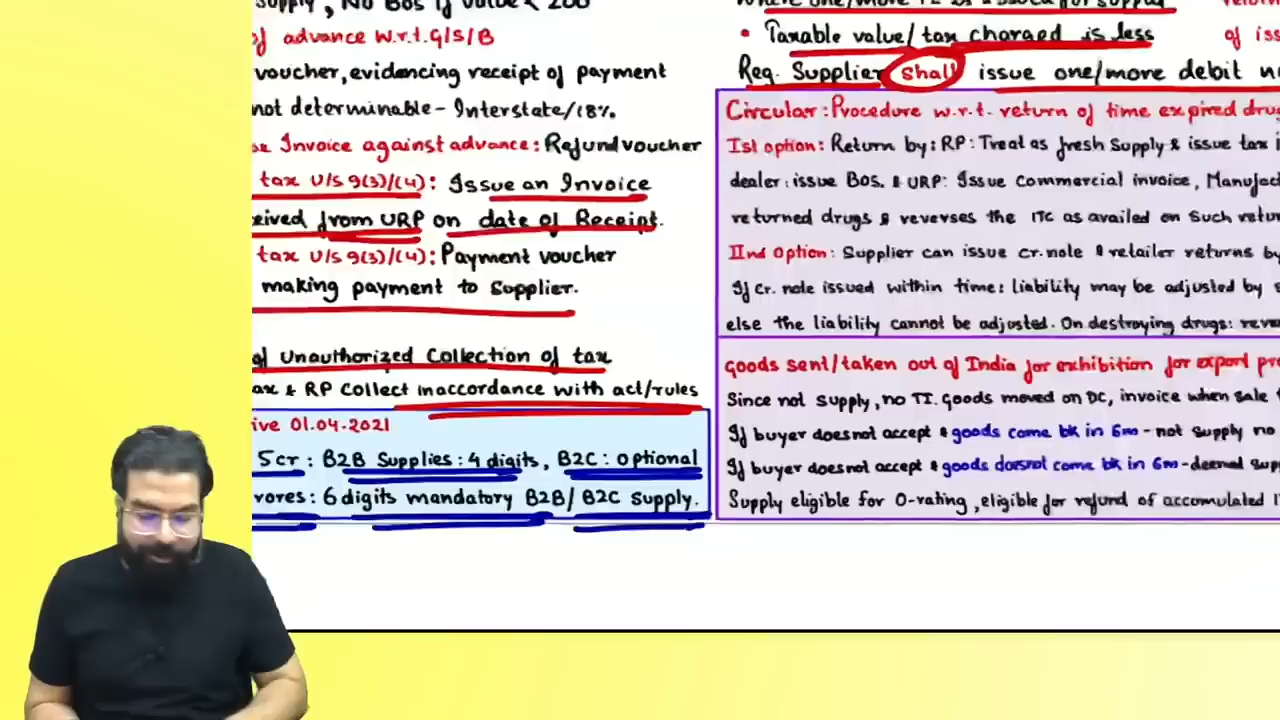 Supply, No BOS if value < 200
of advance w.r.t. G/S/B
voucher, evidencing receipt of payment
not determinable - Interstate/18%.
Invoice against advance: Refund voucher
tax U/S 9(3)/(4): Issue an Invoice
eived from URP on date of Receipt.
tax U/S 9(3)/(4): Payment voucher
making payment to Supplier.
of Unauthorized Collection of tax
ax & RP Collect inaccordance with act/rules
ive 01.04-2021
5cr: B2B Supplies: 4 digits, B2C: optional
rores: 6 digits mandatory B2B/B2C Supply.
• Taxable value/tax charged is less
of iss
Reg. Supplier shall issue one/more debit n
Circular: Procedure w.r.t. return of time expired dru
Ist option: Return by: RP: Treat as fresh Supply & issue tax
dealer: issue BOS. & URP: Issue Commercial invoice, Manufac
returned drugs & reverses the ITC as availed on such retur
IInd option: Supplier can issue cr. note & retailer returns by
If cr. note issued within time: liability may be adjusted by
else the liability cannot be adjusted. On destroying drugs: reve
goods sent/taken out of India for exhibition for export pr
Since not supply, no TI. Goods moved on DC, invoice when sale
If buyer doesnot accept & goods come bk in 6m - not supply no
If buyer doesnot accept & goods doesnot come bk in 6m - deemed sup
Supply eligible for 0-rating, eligible for refund of accumulated I